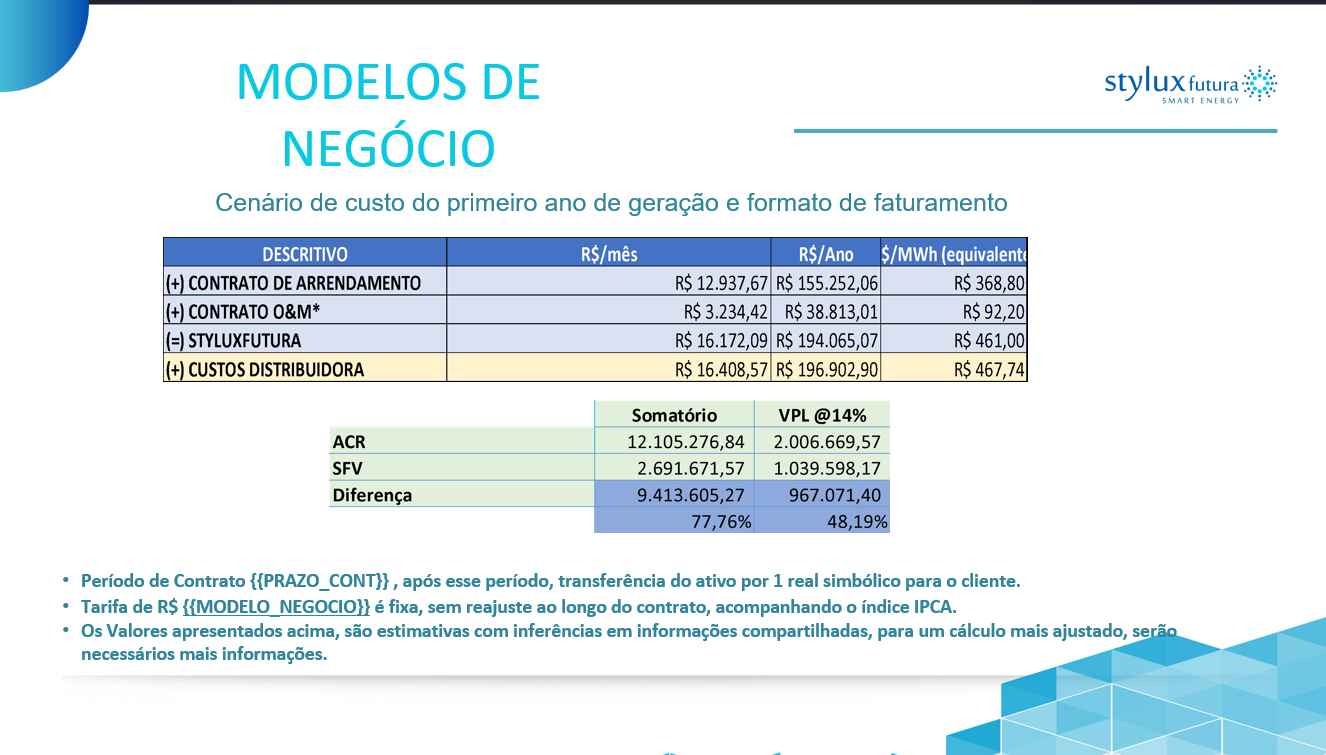 MODELOS DE
NEGÓCIO
styluxfutura
SMART ENERGY
Cenário de custo do primeiro ano de geração e formato de faturamento
DESCRITIVO R$/mês R$/Ano $/MWh (equivalente
(+) CONTRATO DE ARRENDAMENTO R$ 12.937,67 R$ 155.252,06 R$ 368,80
(+) CONTRATO O&M* R$ 3.234,42 R$ 38.813,01 R$ 92,20
(=) STYLUXFUTURA R$ 16.172,09 R$ 194.065,07 R$ 461,00
(+) CUSTOS DISTRIBUIDORA R$ 16.408,57 R$ 196.902,90 R$ 467,74
Somatório VPL @14%
ACR 12.105.276,84 2.006.669,57
SFV 2.691.671,57 1.039.598,17
Diferença 9.413.605,27 967.071,40
77,76% 48,19%
• Período de Contrato {{PRAZO_CONT}} , após esse período, transferência do ativo por 1 real simbólico para o cliente.
• Tarifa de R$ {{MODELO_NEGOCIO}} é fixa, sem reajuste ao longo do contrato, acompanhando o índice IPCA.
• Os Valores apresentados acima, são estimativas com inferências em informações compartilhadas, para um cálculo mais ajustado, serão
necessários mais informações.